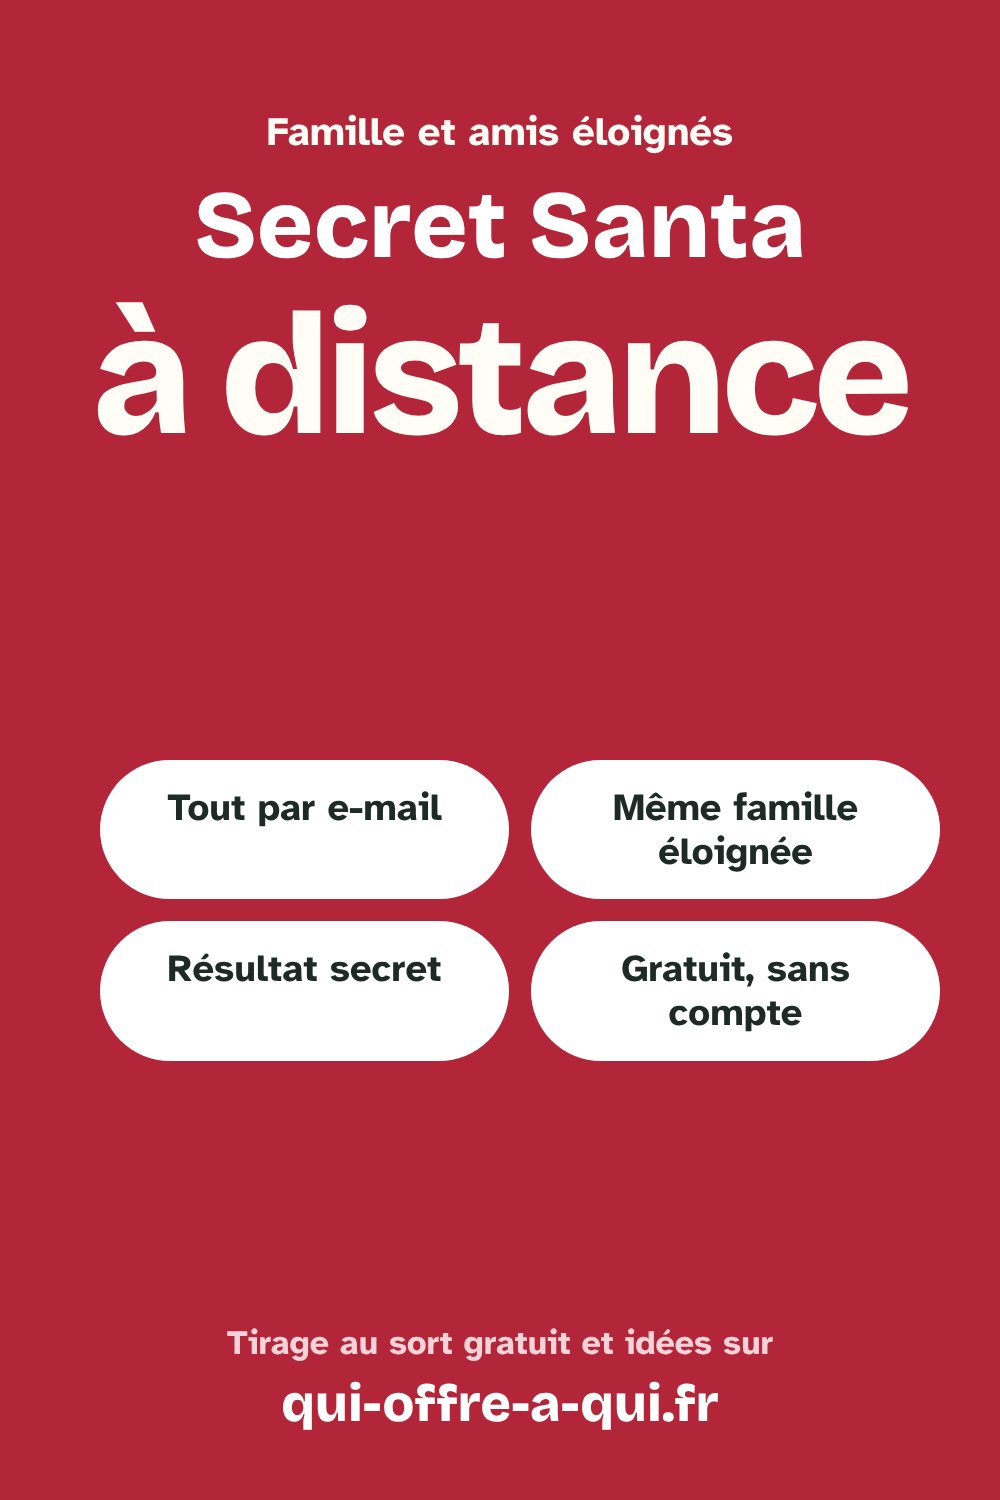 Famille et amis éloignés
Secret Santa
à distance
Tout par e-mail
Même famille
éloignée
Résultat secret
Gratuit, sans
compte
Tirage au sort gratuit et idées sur
qui-offre-a-qui.fr